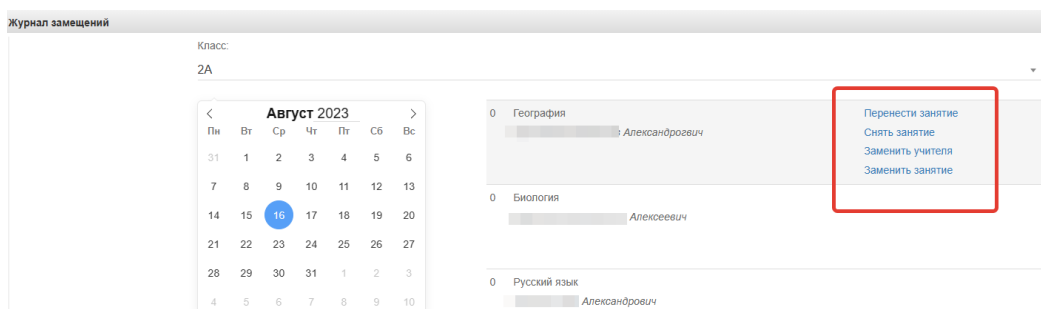 Журнал замещений
Класс:
2А
Август 2023
Пн Вт Ср Чт Пт Сб Вс
31 1 2 3 4 5 6
7 8 9 10 11 12 13
14 15 16 17 18 19 20
21 22 23 24 25 26 27
28 29 30 31 1 2 3
4 5 6 7 8 9 10
0 География
Александрогвич
Перенести занятие
Снять занятие
Заменить учителя
Заменить занятие
0 Биология
Алексеевич
0 Русский язык
Александрович